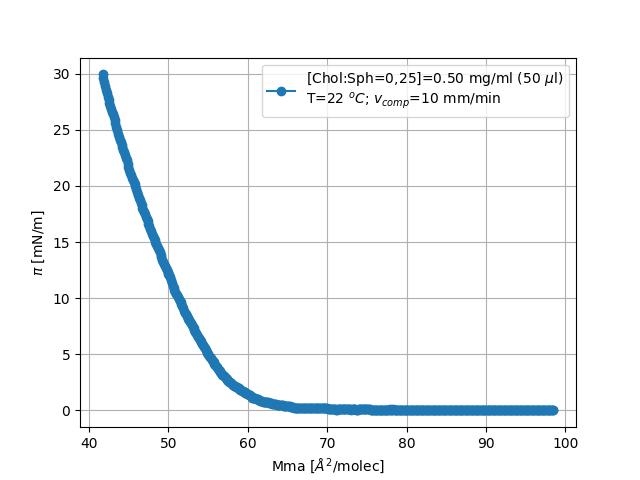 [Chol:Sph=0,25]=0.50 mg/ml (50 μl)
T=22 °C; v_comp=10 mm/min
30
25
20
15
10
5
0
π [mN/m]
40 50 60 70 80 90 100
Mma [Å²/molec]